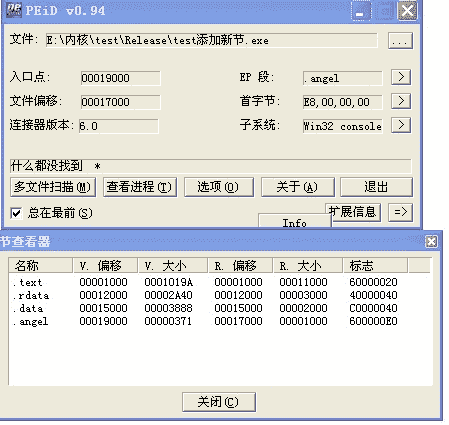 PEiD v0.94
文件: E:\内核\test\Release\test添加新节.exe ...
入口点: 00019000 EP 段: .angel >
文件偏移: 00017000 首字节: E8,00,00,00 >
连接器版本: 6.0 子系统: Win32 console >
什么都没找到 *
多文件扫描(M) 查看进程(T) 选项(O) 关于(A) 退出
总在最前(S) 扩展信息 =>
Info
节查看器
名称 V. 偏移 V. 大小 R. 偏移 R. 大小 标志
.text 00001000 0001019A 00001000 00011000 60000020
.rdata 00012000 00002A40 00012000 00003000 40000040
.data 00015000 00003888 00015000 00002000 C0000040
.angel 00019000 00000371 00017000 00001000 600000E0
关闭(C)